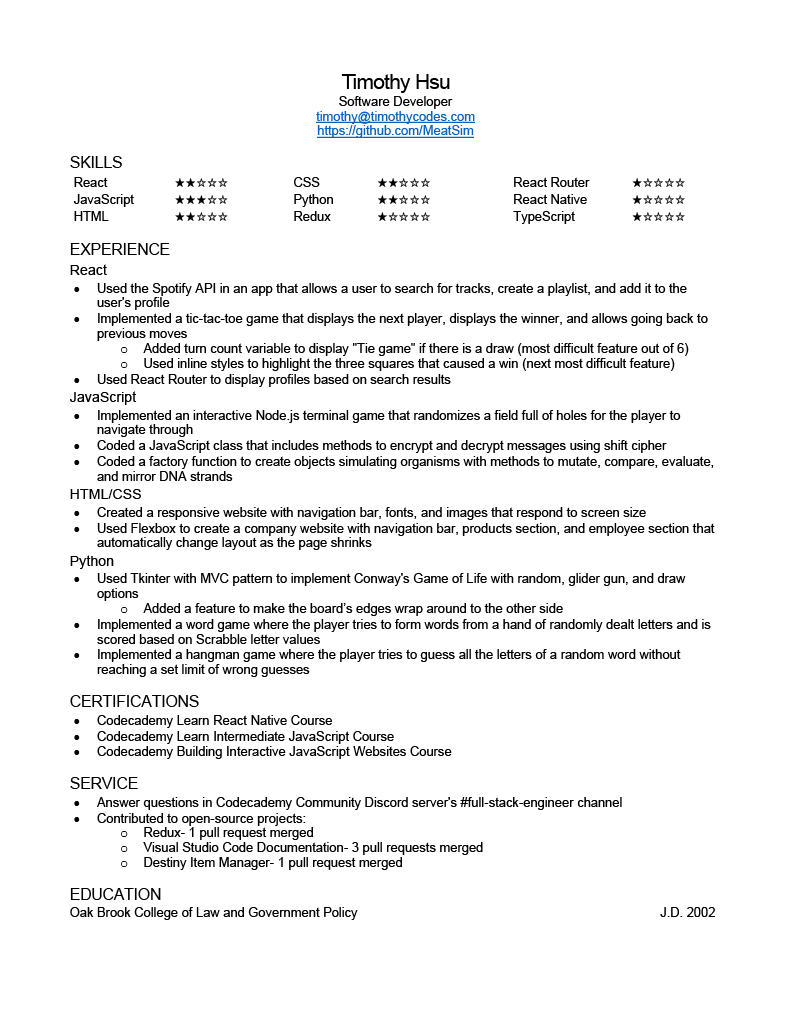 Timothy Hsu
Software Developer
timothy@timothycodes.com
https://github.com/MeatSim
SKILLS
React ★★☆☆☆ CSS ★★☆☆☆ React Router ★☆☆☆☆
JavaScript ★★★☆☆ Python ★★☆☆☆ React Native ★☆☆☆☆
HTML ★★☆☆☆ Redux ★☆☆☆☆ TypeScript ★☆☆☆☆
EXPERIENCE
React
• Used the Spotify API in an app that allows a user to search for tracks, create a playlist, and add it to the
user's profile
• Implemented a tic-tac-toe game that displays the next player, displays the winner, and allows going back to
previous moves
o Added turn count variable to display "Tie game" if there is a draw (most difficult feature out of 6)
o Used inline styles to highlight the three squares that caused a win (next most difficult feature)
• Used React Router to display profiles based on search results
JavaScript
• Implemented an interactive Node.js terminal game that randomizes a field full of holes for the player to
navigate through
• Coded a JavaScript class that includes methods to encrypt and decrypt messages using shift cipher
• Coded a factory function to create objects simulating organisms with methods to mutate, compare, evaluate,
and mirror DNA strands
HTML/CSS
• Created a responsive website with navigation bar, fonts, and images that respond to screen size
• Used Flexbox to create a company website with navigation bar, products section, and employee section that
automatically change layout as the page shrinks
Python
• Used Tkinter with MVC pattern to implement Conway's Game of Life with random, glider gun, and draw
options
o Added a feature to make the board’s edges wrap around to the other side
• Implemented a word game where the player tries to form words from a hand of randomly dealt letters and is
scored based on Scrabble letter values
• Implemented a hangman game where the player tries to guess all the letters of a random word without
reaching a set limit of wrong guesses
CERTIFICATIONS
• Codecademy Learn React Native Course
• Codecademy Learn Intermediate JavaScript Course
• Codecademy Building Interactive JavaScript Websites Course
SERVICE
• Answer questions in Codecademy Community Discord server's #full-stack-engineer channel
• Contributed to open-source projects:
o Redux- 1 pull request merged
o Visual Studio Code Documentation- 3 pull requests merged
o Destiny Item Manager- 1 pull request merged
EDUCATION
Oak Brook College of Law and Government Policy J.D. 2002